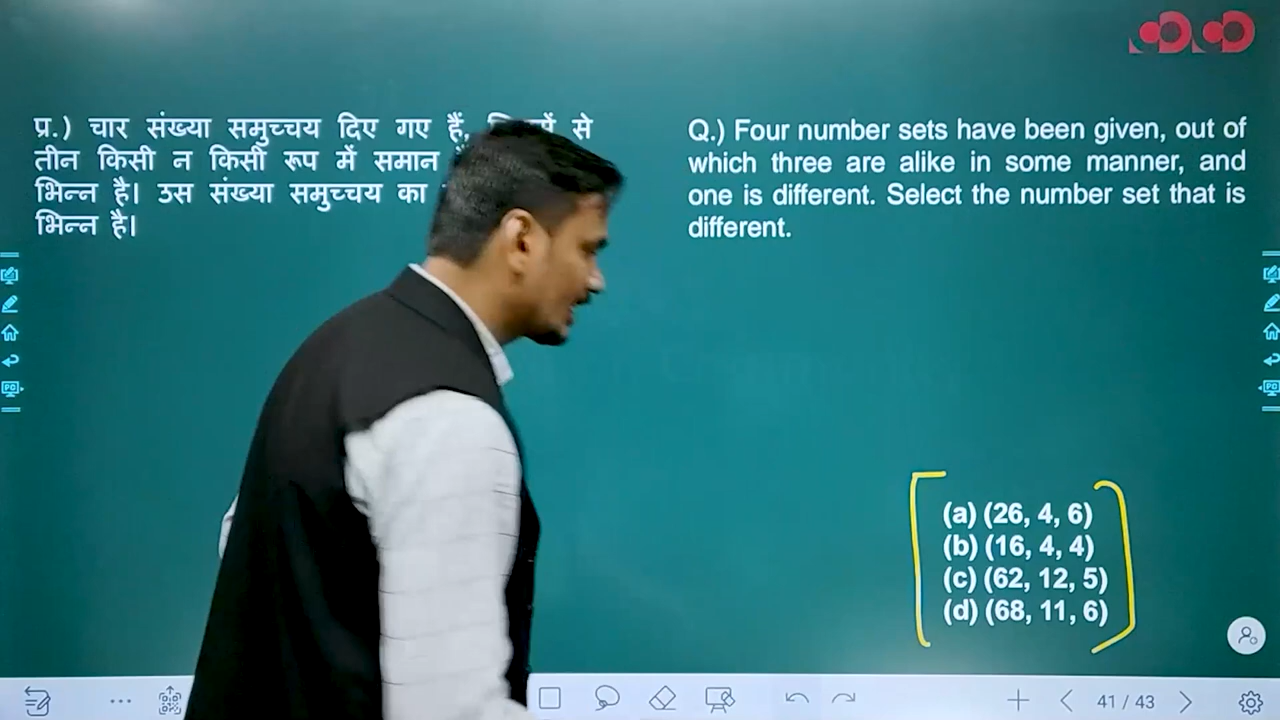 प्र.) चार संख्या समुच्चय दिए गए हैं, से
तीन किसी न किसी रूप में समान
भिन्न है। उस संख्या समुच्चय का
भिन्न है।
Q.) Four number sets have been given, out of
which three are alike in some manner, and
one is different. Select the number set that is
different.
(a) (26, 4, 6)
(b) (16, 4, 4)
(c) (62, 12, 5)
(d) (68, 11, 6)
PC
PC
41 / 43